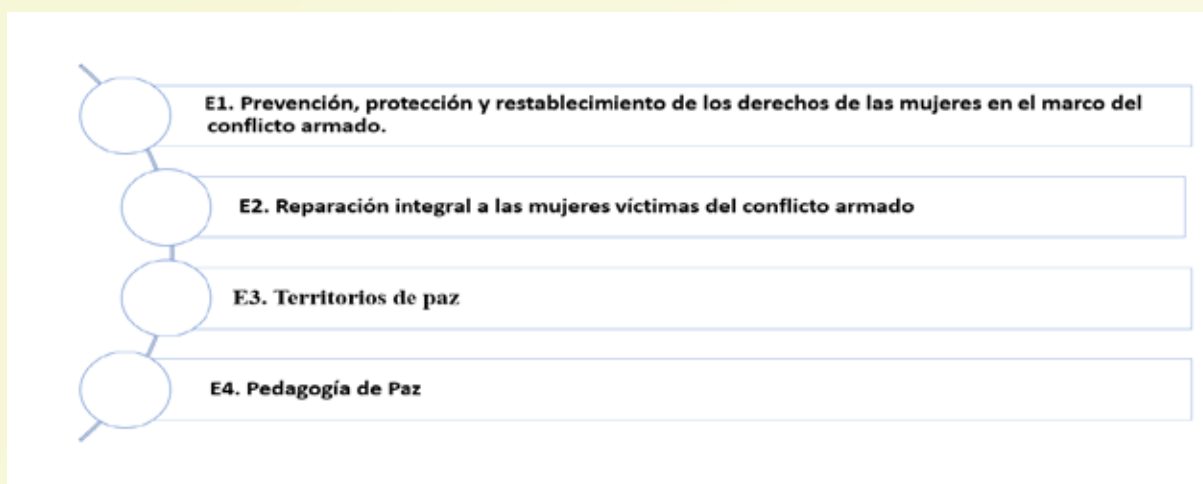 E1. Prevención, protección y restablecimiento de los derechos de las mujeres en el marco del
conflicto armado.
E2. Reparación integral a las mujeres víctimas del conflicto armado
E3. Territorios de paz
E4. Pedagogía de Paz